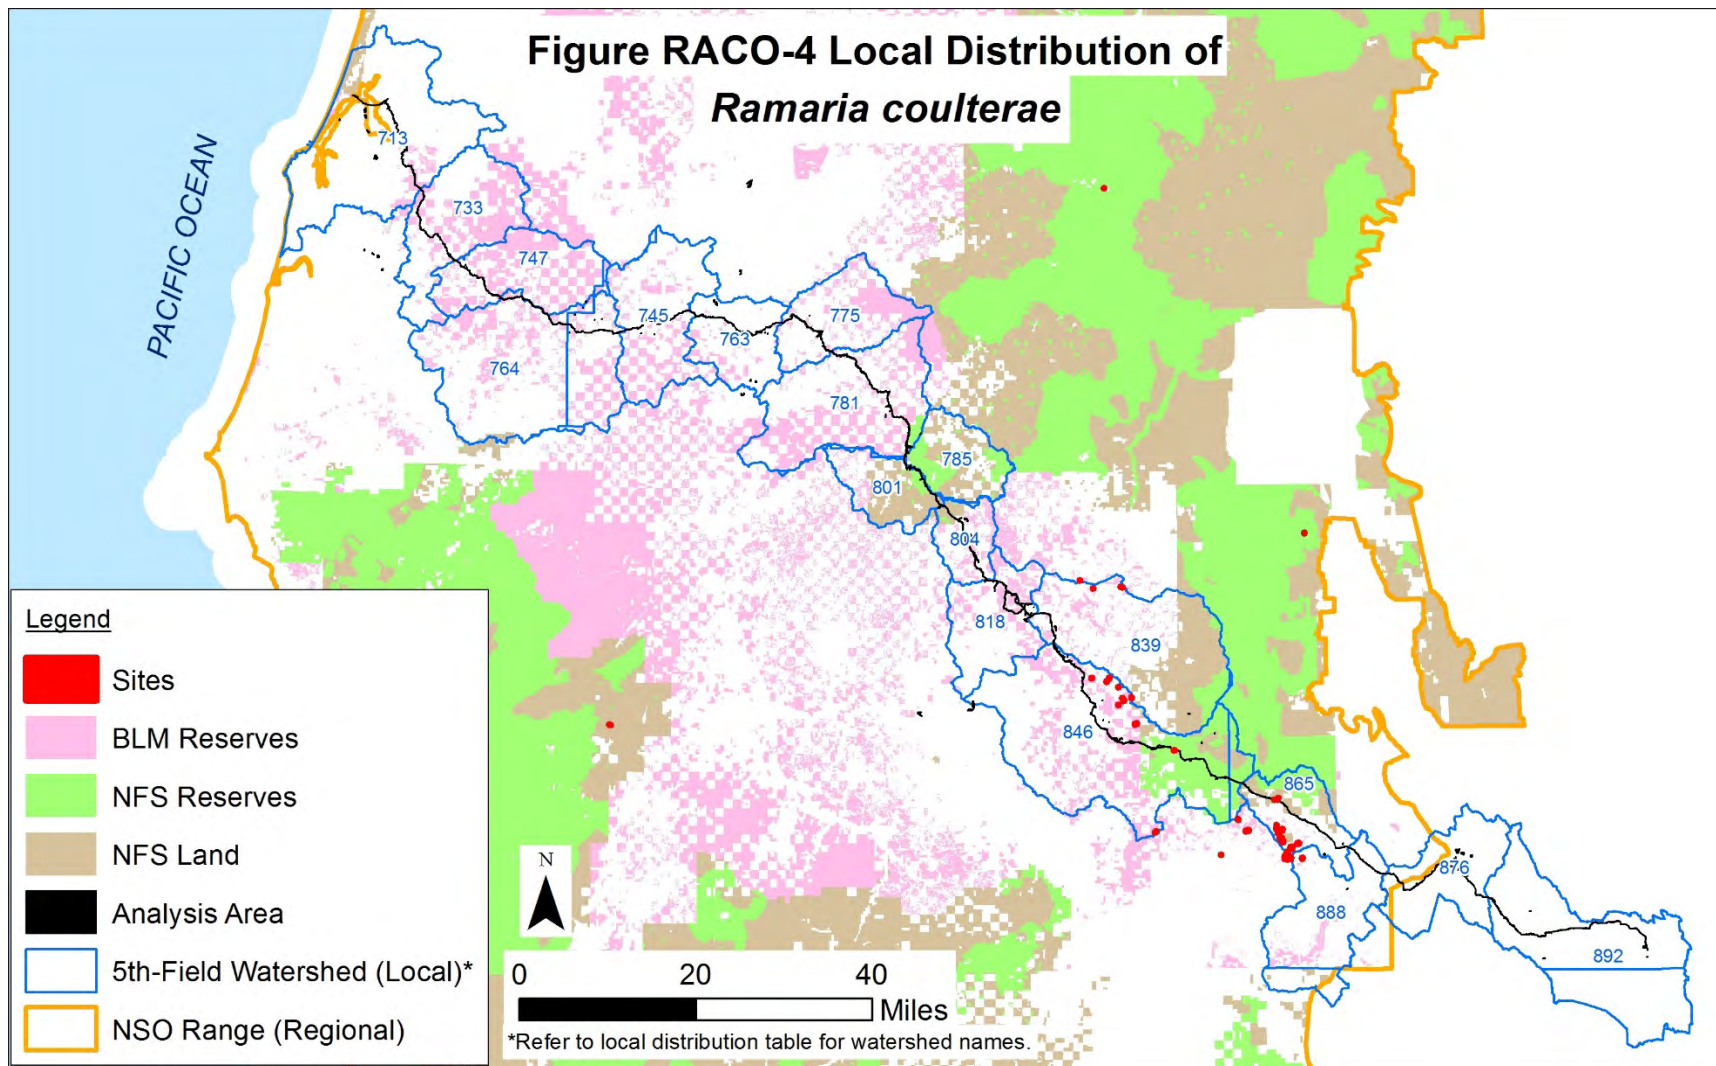 Figure RACO-4 Local Distribution of
Ramaria coulterae
PACIFIC OCEAN
713
733
747
745
775
763
764
781
785
801
804
818
839
846
865
876
888
892
Legend
Sites
BLM Reserves
NFS Reserves
NFS Land
Analysis Area
5th-Field Watershed (Local)*
NSO Range (Regional)
N
0 20 40
Miles
*Refer to local distribution table for watershed names.